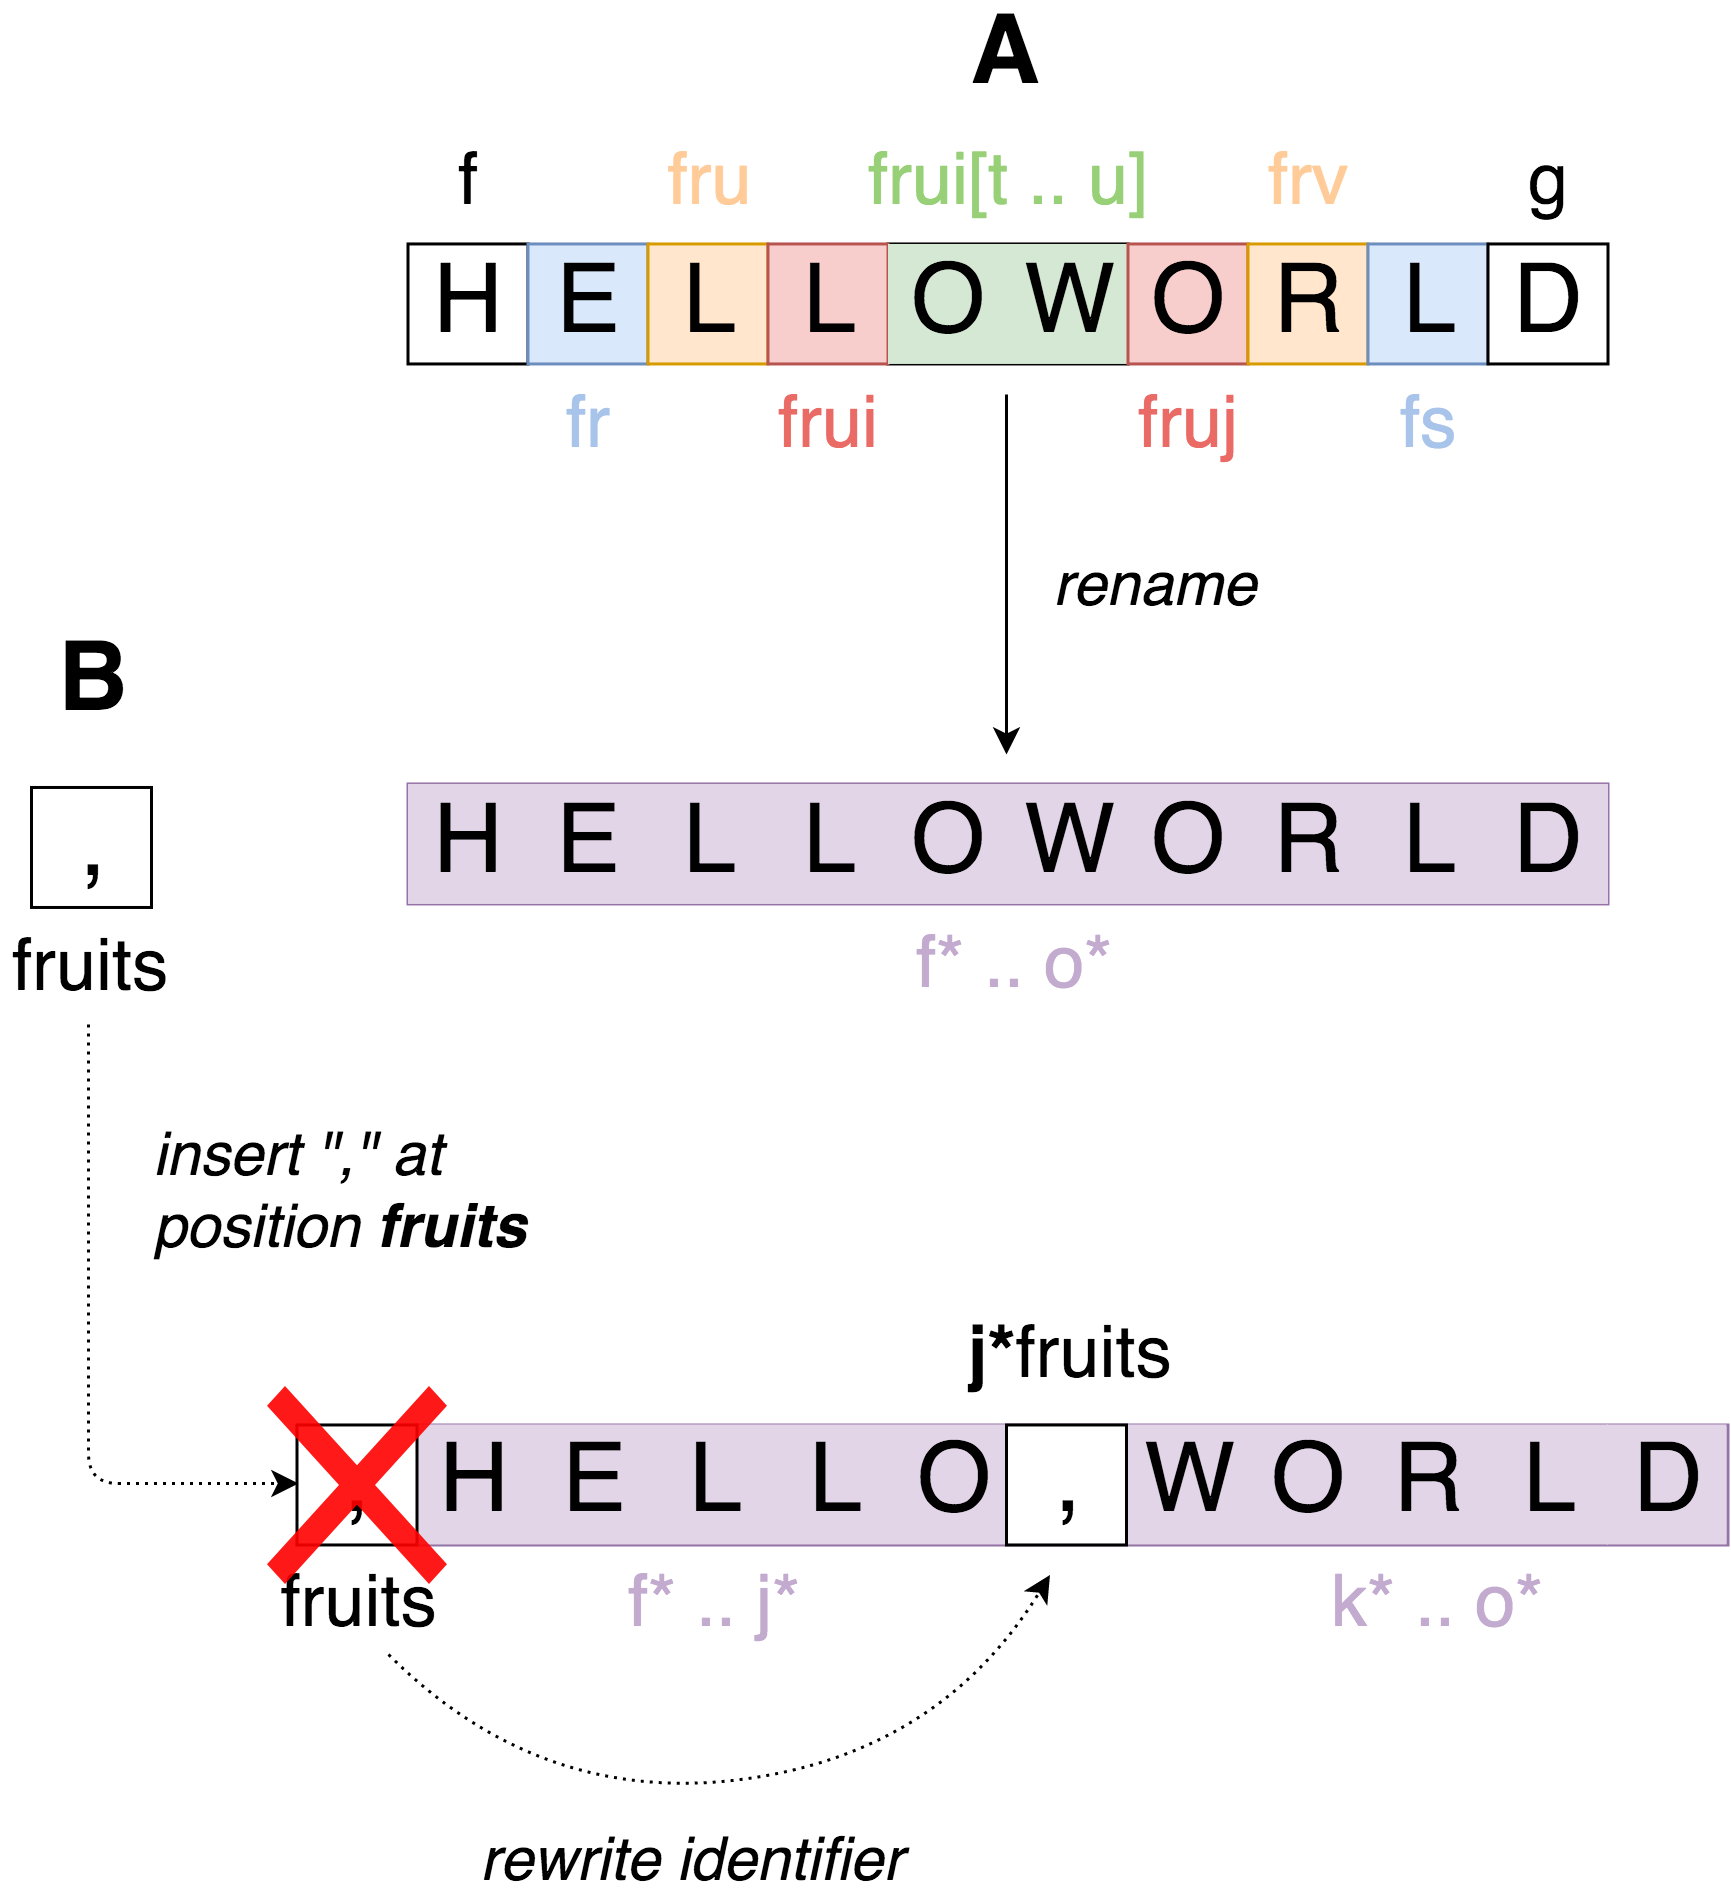 A
f fru frui[t .. u] frv g
H E L L O W O R L D
fr frui fruj fs
rename
B
,
H E L L O W O R L D
fruits
f* .. o*
insert "," at
position fruits
j*fruits
, H E L L O , W O R L D
fruits f* .. j* k* .. o*
rewrite identifier